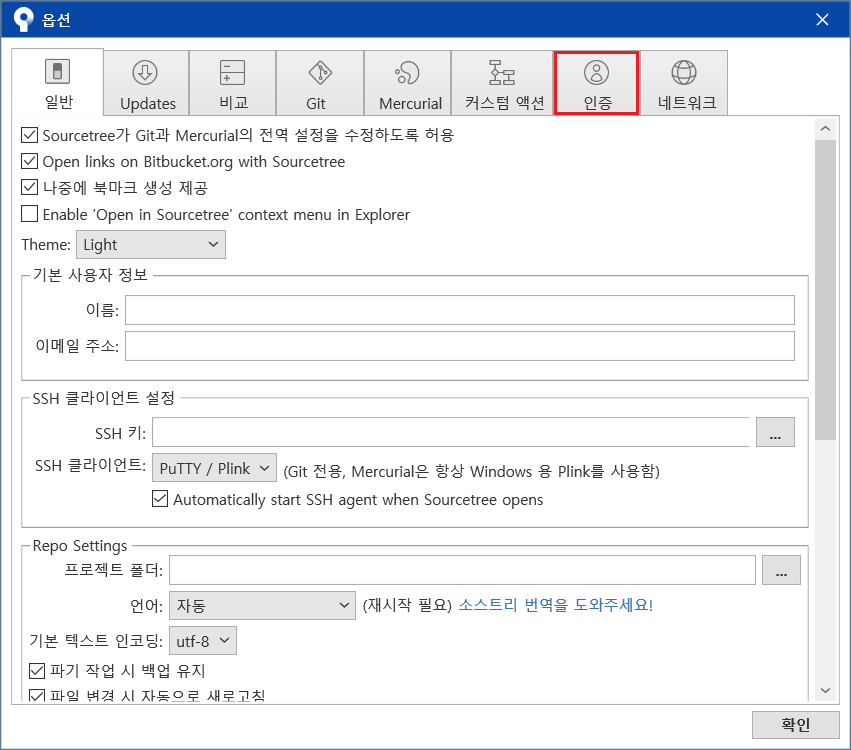 옵션
일반
Updates
비교
Git
Mercurial
커스텀 액션
인증
네트워크
Sourcetree가 Git과 Mercurial의 전역 설정을 수정하도록 허용
Open links on Bitbucket.org with Sourcetree
나중에 북마크 생성 제공
Enable 'Open in Sourcetree' context menu in Explorer
Theme: Light
기본 사용자 정보
이름:
이메일 주소:
SSH 클라이언트 설정
SSH 키: ...
SSH 클라이언트: PuTTY / Plink (Git 전용, Mercurial은 항상 Windows 용 Plink를 사용함)
Automatically start SSH agent when Sourcetree opens
Repo Settings
프로젝트 폴더: ...
언어: 자동 (재시작 필요) 소스트리 번역을 도와주세요!
기본 텍스트 인코딩: utf-8
파기 작업 시 백업 유지
파일 변경 시 자동으로 새로고침
확인